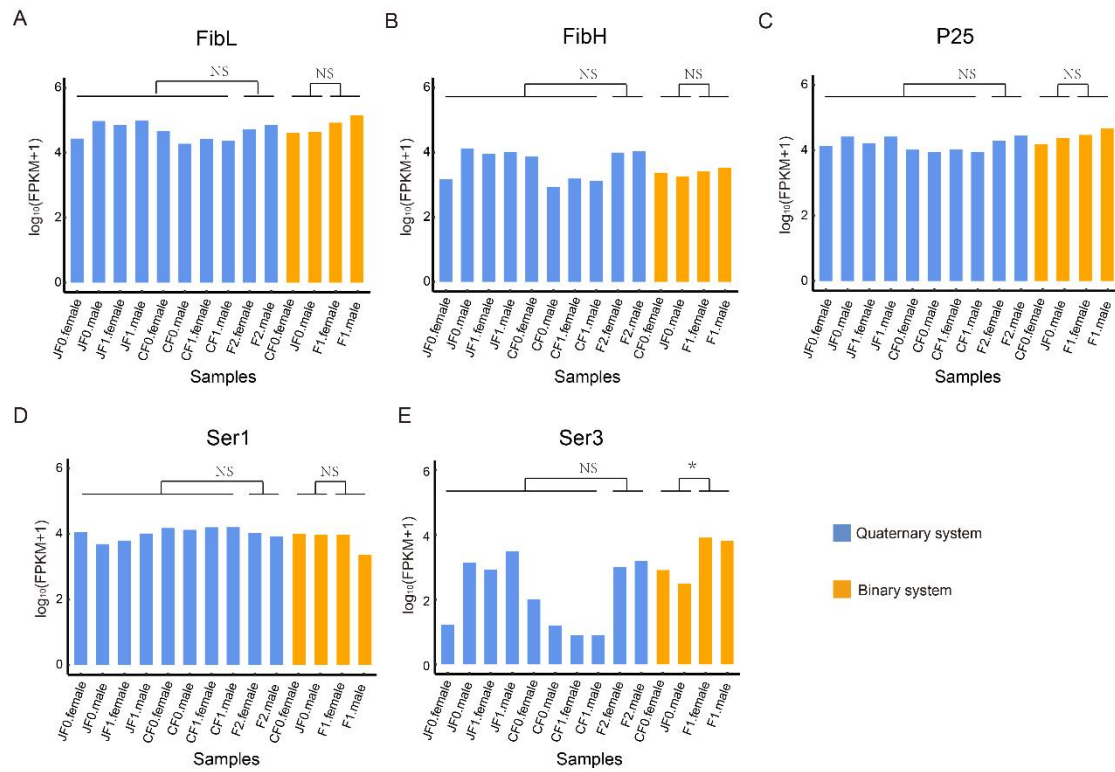 A
FibL
NS
NS
6
4
2
0
log₁₀(FPKM+1)
JF0.female
JF0.male
JF1.female
JF1.male
CF0.female
CF0.male
CF1.female
CF1.male
F2.female
F2.male
CF0.female
JF0.male
F1.female
F1.male
Samples
B
FibH
NS
NS
6
4
2
0
log₁₀(FPKM+1)
JF0.female
JF0.male
JF1.female
JF1.male
CF0.female
CF0.male
CF1.female
CF1.male
F2.female
F2.male
CF0.female
JF0.male
F1.female
F1.male
Samples
C
P25
NS
NS
6
4
2
0
log₁₀(FPKM+1)
JF0.female
JF0.male
JF1.female
JF1.male
CF0.female
CF0.male
CF1.female
CF1.male
F2.female
F2.male
CF0.female
JF0.male
F1.female
F1.male
Samples
D
Ser1
NS
NS
6
4
2
0
log₁₀(FPKM+1)
JF0.female
JF0.male
JF1.female
JF1.male
CF0.female
CF0.male
CF1.female
CF1.male
F2.female
F2.male
CF0.female
JF0.male
F1.female
F1.male
Samples
E
Ser3
NS
*
6
4
2
0
log₁₀(FPKM+1)
JF0.female
JF0.male
JF1.female
JF1.male
CF0.female
CF0.male
CF1.female
CF1.male
F2.female
F2.male
CF0.female
JF0.male
F1.female
F1.male
Samples
Quaternary system
Binary system